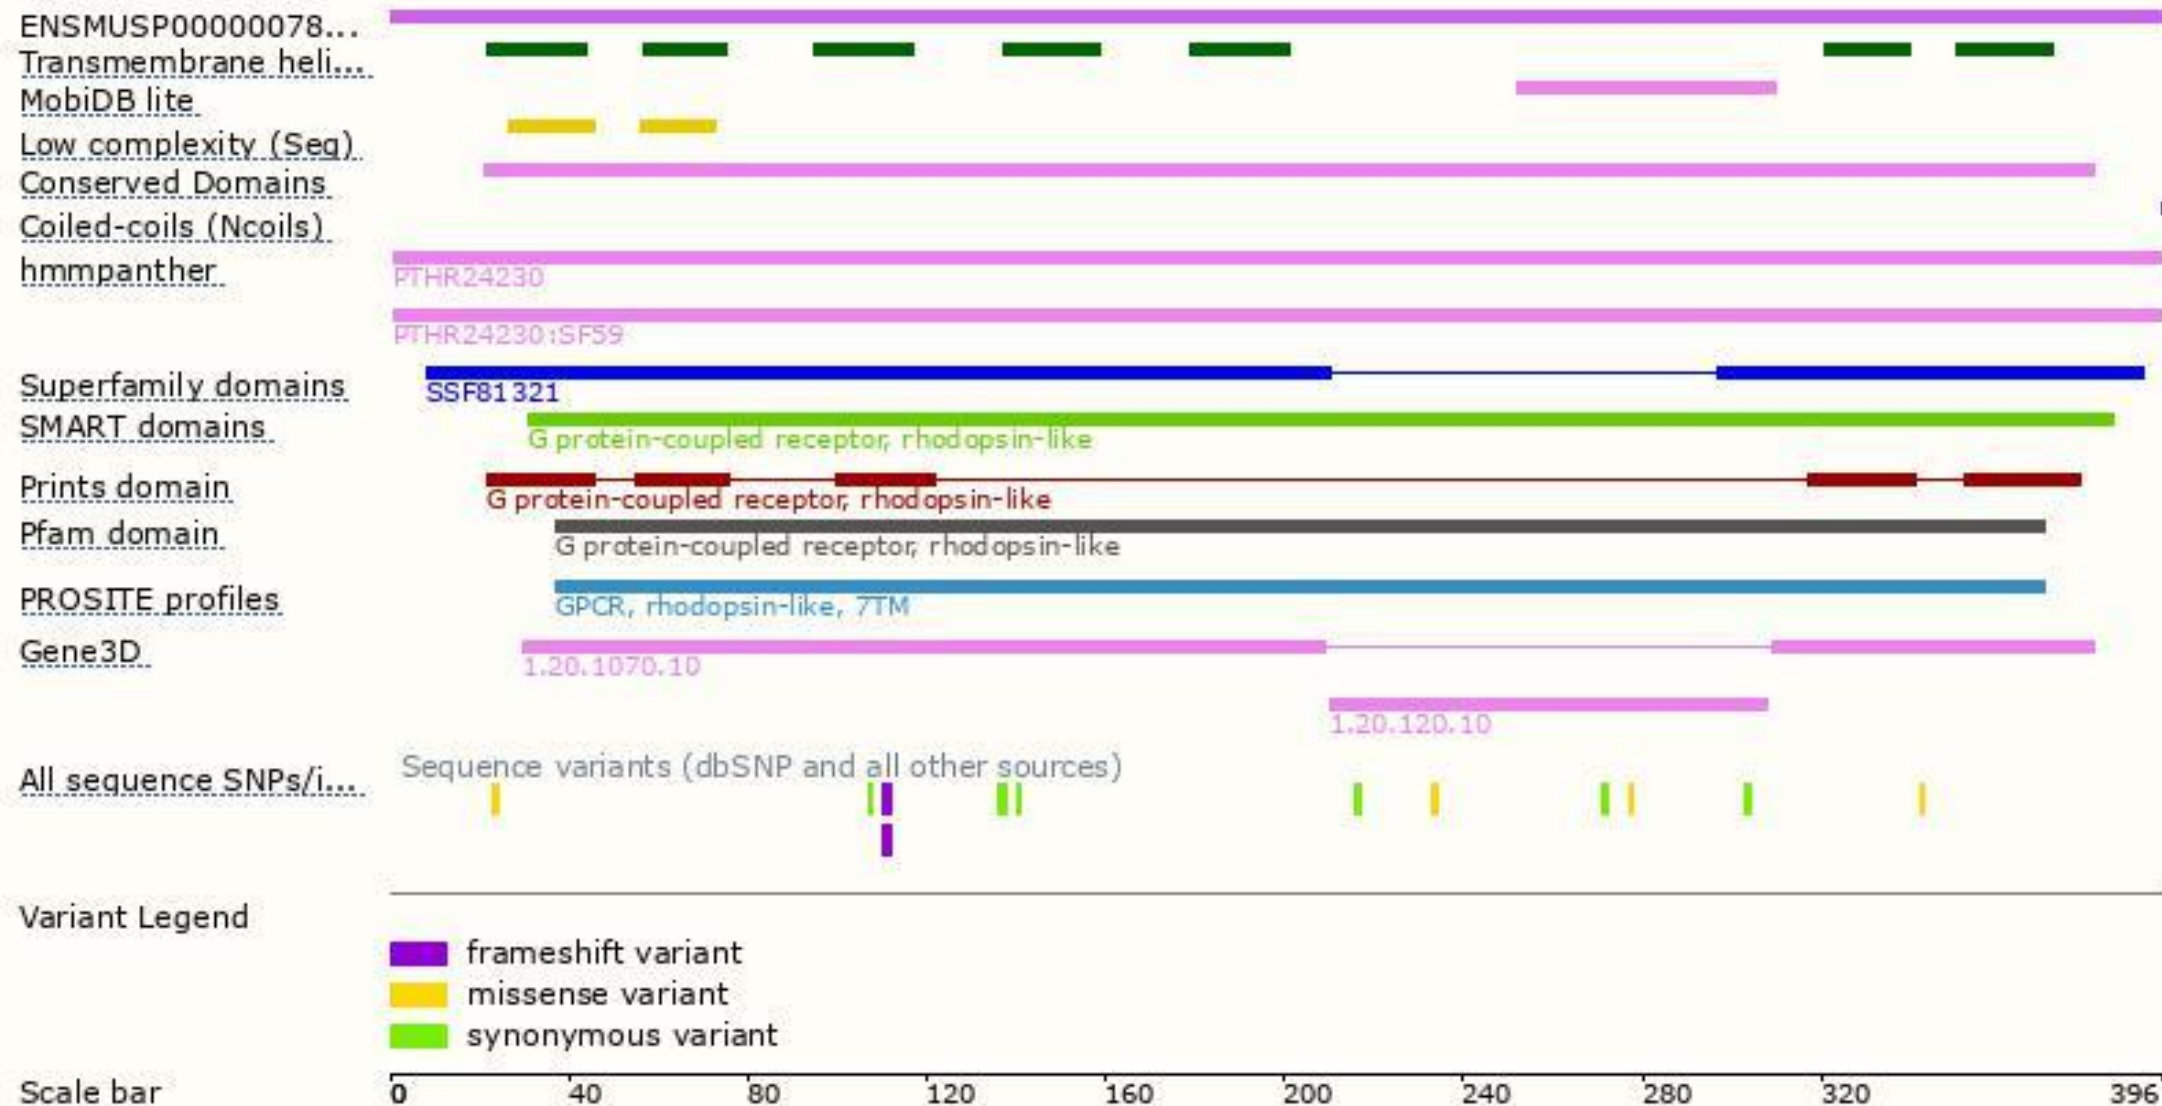 ENSMUSP00000078...
Transmembrane heli...
MobiDB lite
Low complexity (Seg)
Conserved Domains
Coiled-coils (Ncoils)
hmmpanther
PTHR24230
PTHR24230:SF59
Superfamily domains
SSF81321
SMART domains
G protein-coupled receptor, rhodopsin-like
Prints domain
G protein-coupled receptor, rhodopsin-like
Pfam domain
G protein-coupled receptor, rhodopsin-like
PROSITE profiles
GPCR, rhodopsin-like, 7TM
Gene3D
1.20.1070.10
1.20.120.10
Sequence variants (dbSNP and all other sources)
All sequence SNPs/i...
Variant Legend
frameshift variant
missense variant
synonymous variant
Scale bar 0 40 80 120 160 200 240 280 320 396